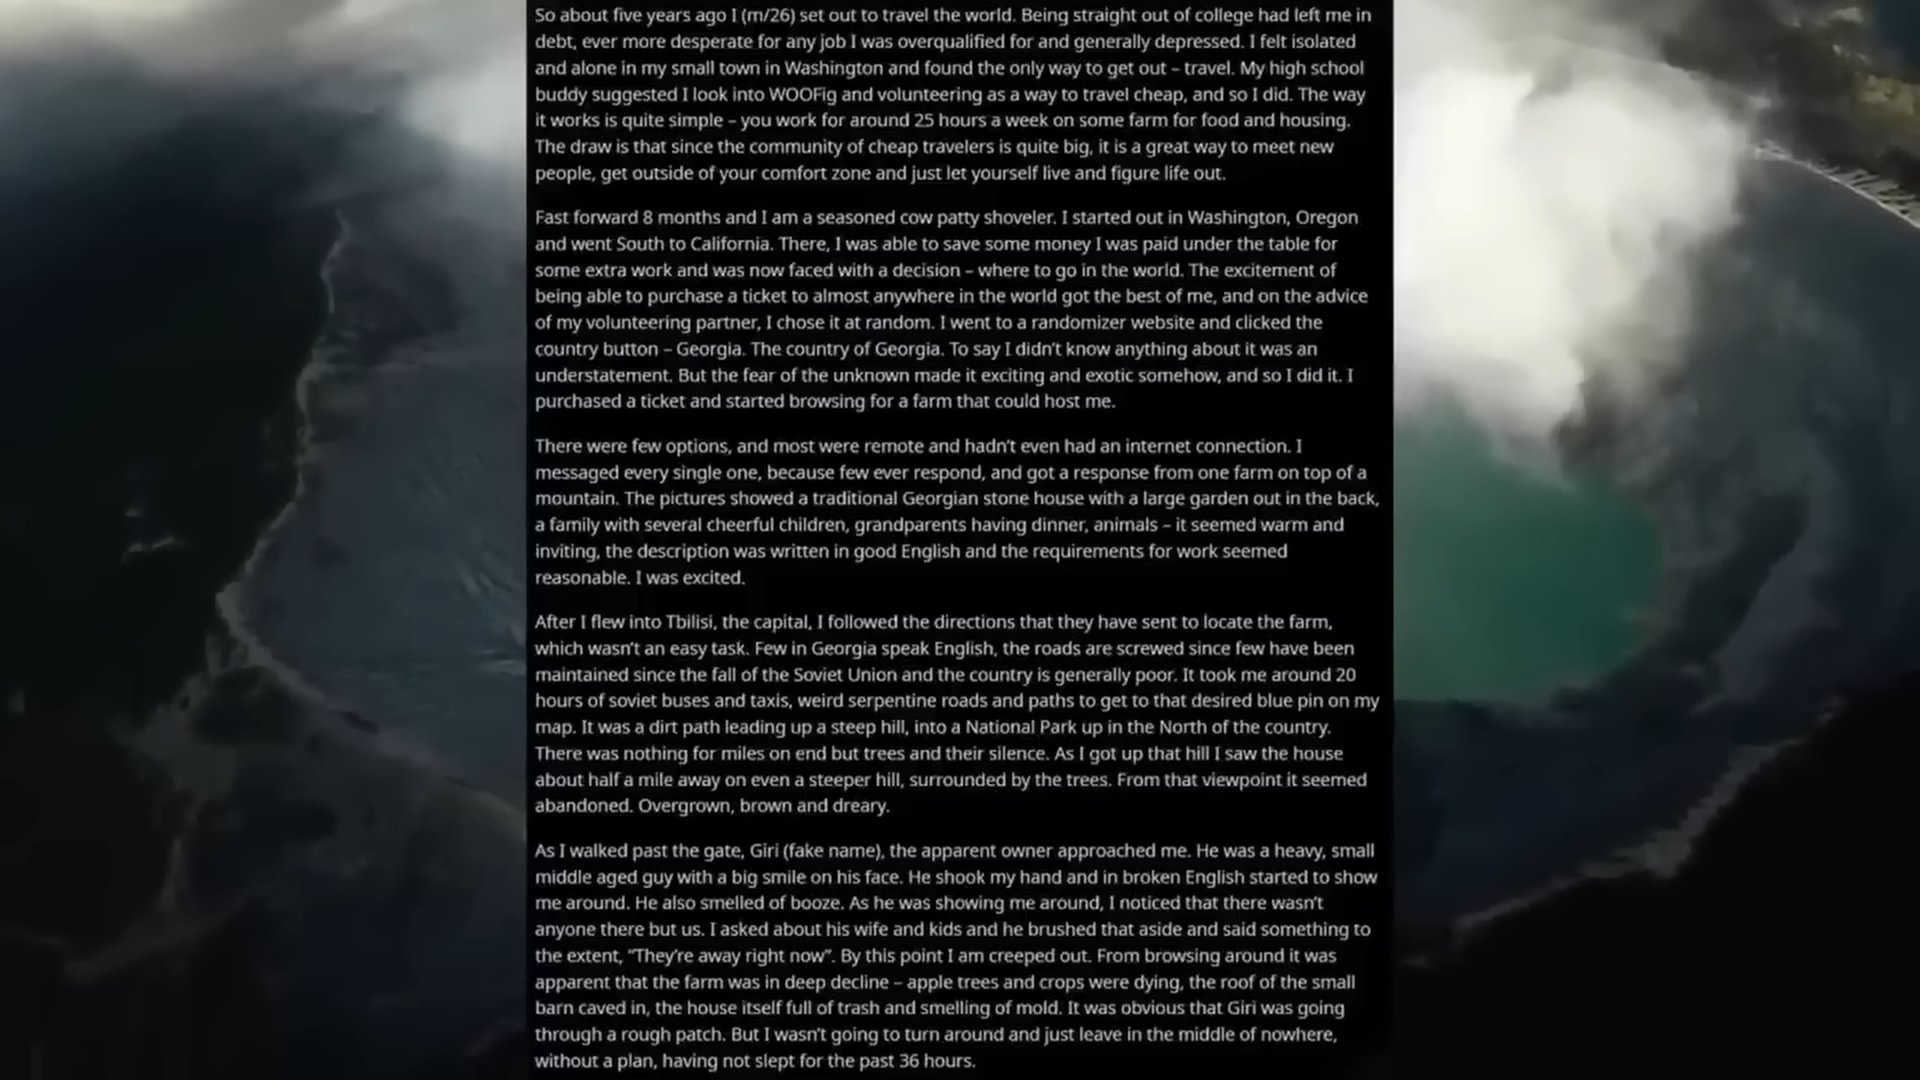 So about five years ago I (m/26) set out to travel the world. Being straight out of college had left me in
debt, ever more desperate for any job I was overqualified for and generally depressed. I felt isolated
and alone in my small town in Washington and found the only way to get out – travel. My high school
buddy suggested I look into WOOFig and volunteering as a way to travel cheap, and so I did. The way
it works is quite simple – you work for around 25 hours a week on some farm for food and housing.
The draw is that since the community of cheap travelers is quite big, it is a great way to meet new
people, get outside of your comfort zone and just let yourself live and figure life out.
Fast forward 8 months and I am a seasoned cow patty shoveler. I started out in Washington, Oregon
and went South to California. There, I was able to save some money I was paid under the table for
some extra work and was now faced with a decision – where to go in the world. The excitement of
being able to purchase a ticket to almost anywhere in the world got the best of me, and on the advice
of my volunteering partner, I chose it at random. I went to a randomizer website and clicked the
country button – Georgia. The country of Georgia. To say I didn't know anything about it was an
understatement. But the fear of the unknown made it exciting and exotic somehow, and so I did it. I
purchased a ticket and started browsing for a farm that could host me.
There were few options, and most were remote and hadn't even had an internet connection. I
messaged every single one, because few ever respond, and got a response from one farm on top of a
mountain. The pictures showed a traditional Georgian stone house with a large garden out in the back,
a family with several cheerful children, grandparents having dinner, animals – it seemed warm and
inviting, the description was written in good English and the requirements for work seemed
reasonable. I was excited.
After I flew into Tbilisi, the capital, I followed the directions that they have sent to locate the farm,
which wasn't an easy task. Few in Georgia speak English, the roads are screwed since few have been
maintained since the fall of the Soviet Union and the country is generally poor. It took me around 20
hours of soviet buses and taxis, weird serpentine roads and paths to get to that desired blue pin on my
map. It was a dirt path leading up a steep hill, into a National Park up in the North of the country.
There was nothing for miles on end but trees and their silence. As I got up that hill I saw the house
about half a mile away on even a steeper hill, surrounded by the trees. From that viewpoint it seemed
abandoned. Overgrown, brown and dreary.
As I walked past the gate, Giri (fake name), the apparent owner approached me. He was a heavy, small
middle aged guy with a big smile on his face. He shook my hand and in broken English started to show
me around. He also smelled of booze. As he was showing me around, I noticed that there wasn't
anyone there but us. I asked about his wife and kids and he brushed that aside and said something to
the extent, "They're away right now". By this point I am creeped out. From browsing around it was
apparent that the farm was in deep decline – apple trees and crops were dying, the roof of the small
barn caved in, the house itself full of trash and smelling of mold. It was obvious that Giri was going
through a rough patch. But I wasn't going to turn around and just leave in the middle of nowhere,
without a plan, having not slept for the past 36 hours.